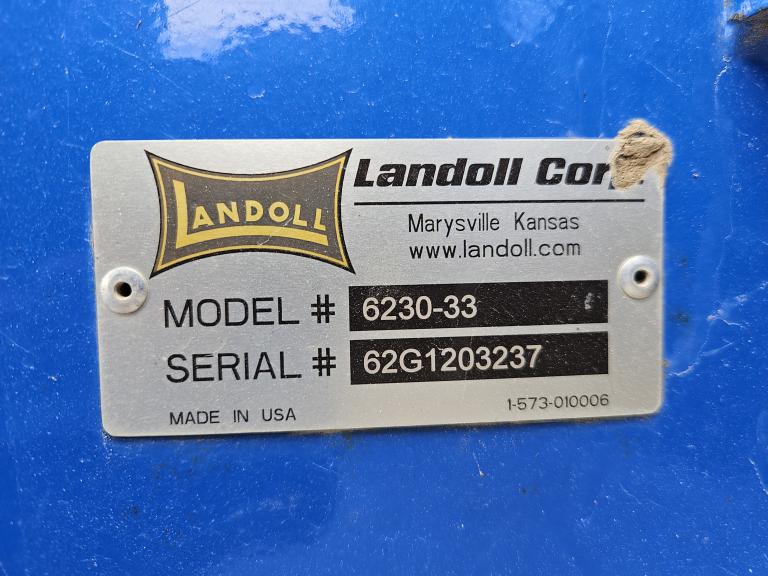 LANDOLL
Landoll Corp.
Marysville Kansas
www.landoll.com
MODEL # 6230-33
SERIAL # 62G1203237
MADE IN USA
1-573-010006